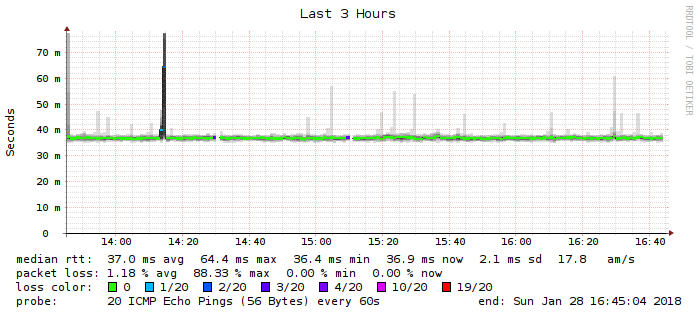 Last 3 Hours
RRDTOOL / TOBI OETIKER
Seconds
70 m
60 m
50 m
40 m
30 m
20 m
10 m
0
14:00 14:20 14:40 15:00 15:20 15:40 16:00 16:20 16:40
median rtt: 37.0 ms avg 64.4 ms max 36.4 ms min 36.9 ms now 2.1 ms sd 17.8 am/s
packet loss: 1.18 % avg 88.33 % max 0.00 % min 0.00 % now
loss color: 0 1/20 2/20 3/20 4/20 10/20 19/20
probe: 20 ICMP Echo Pings (56 Bytes) every 60s end: Sun Jan 28 16:45:04 2018